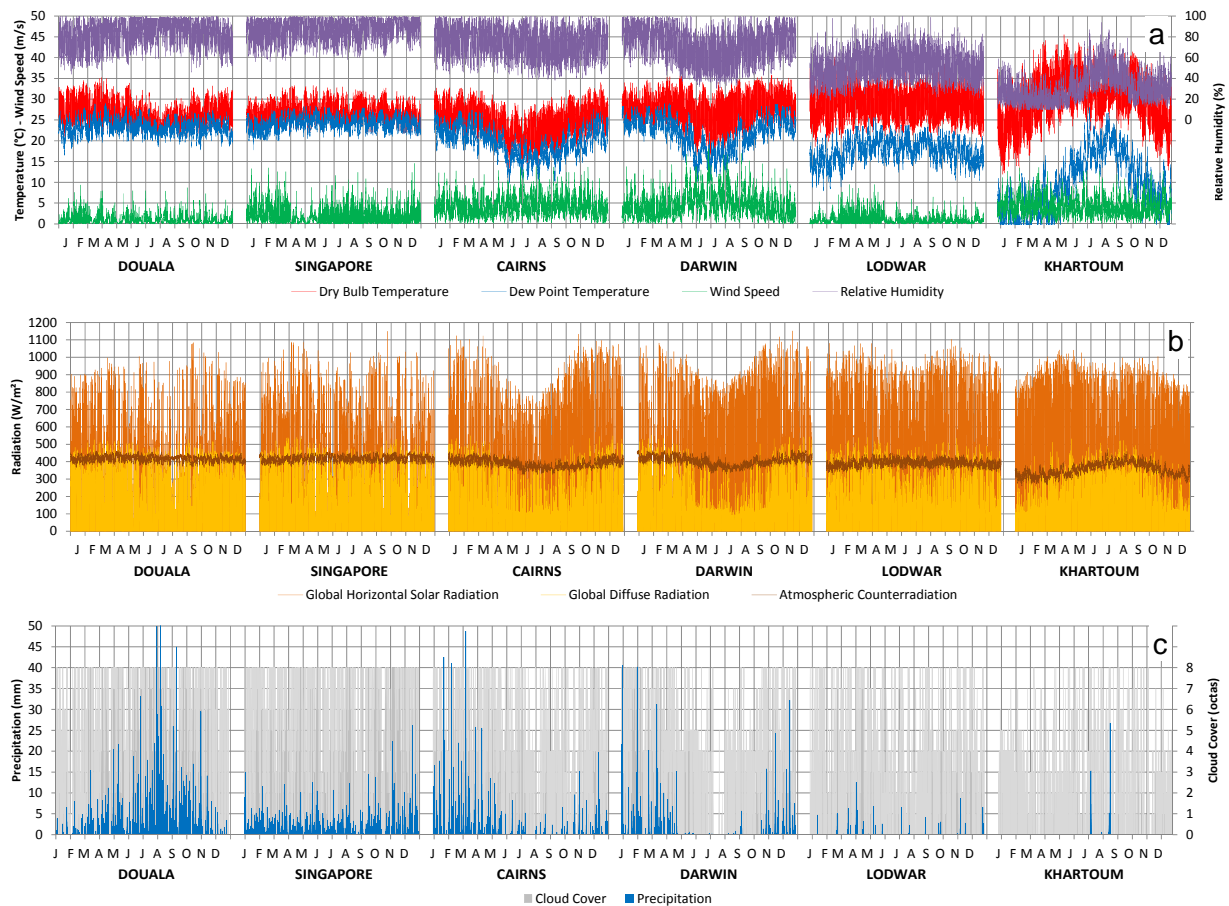 a
50
45
40
35
30
25
20
15
10
5
0
Temperature (°C) - Wind Speed (m/s)
100
80
60
40
20
0
Relative Humidity (%)
J F M A M J J A S O N D J F M A M J J A S O N D J F M A M J J A S O N D J F M A M J J A S O N D J F M A M J J A S O N D J F M A M J J A S O N D
DOUALA SINGAPORE CAIRNS DARWIN LODWAR KHARTOUM
Dry Bulb Temperature Dew Point Temperature Wind Speed Relative Humidity
b
1200
1100
1000
900
800
700
600
500
400
300
200
100
0
Radiation (W/m²)
J F M A M J J A S O N D J F M A M J J A S O N D J F M A M J J A S O N D J F M A M J J A S O N D J F M A M J J A S O N D J F M A M J J A S O N D
DOUALA SINGAPORE CAIRNS DARWIN LODWAR KHARTOUM
Global Horizontal Solar Radiation Global Diffuse Radiation Atmospheric Counterradiation
c
50
45
40
35
30
25
20
15
10
5
0
Precipitation (mm)
8
7
6
5
4
3
2
1
0
Cloud Cover (octas)
J F M A M J J A S O N D J F M A M J J A S O N D J F M A M J J A S O N D J F M A M J J A S O N D J F M A M J J A S O N D J F M A M J J A S O N D
DOUALA SINGAPORE CAIRNS DARWIN LODWAR KHARTOUM
Cloud Cover Precipitation